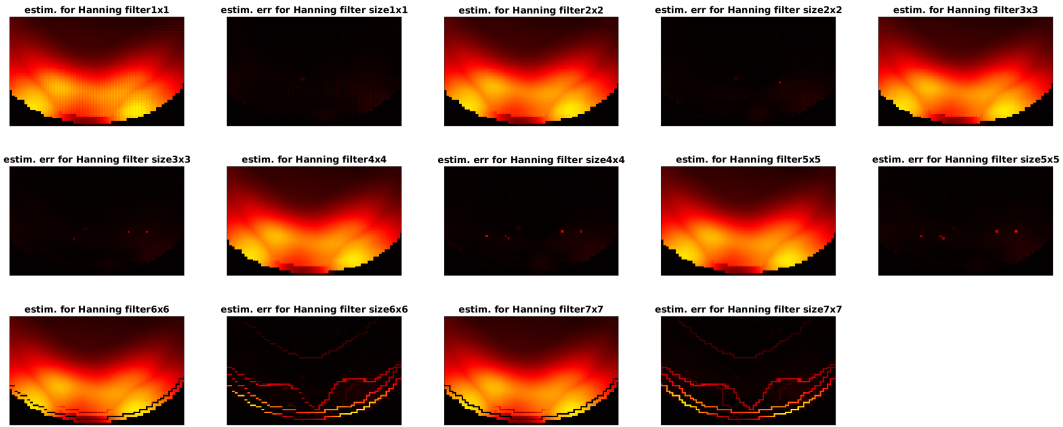 estim. for Hanning filter1x1
estim. err for Hanning filter size1x1
estim. for Hanning filter2x2
estim. err for Hanning filter size2x2
estim. for Hanning filter3x3
estim. err for Hanning filter size3x3
estim. for Hanning filter4x4
estim. err for Hanning filter size4x4
estim. for Hanning filter5x5
estim. err for Hanning filter size5x5
estim. for Hanning filter6x6
estim. err for Hanning filter size6x6
estim. for Hanning filter7x7
estim. err for Hanning filter size7x7